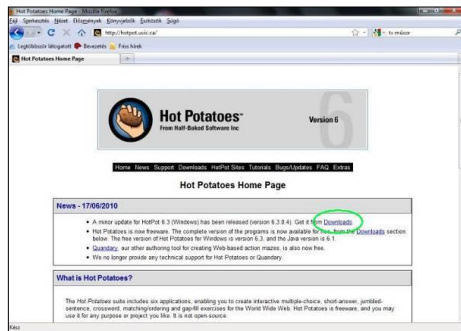 Hot Potatoes Home Page - Mozilla Firefox
Fájl Szerkesztés Nézet Előzmények Könyvjelzők Eszközök Súgó
http://hotpot.uvic.ca/
tv műsor
Legtöbbször látogatott Bevezetés Friss hírek
Hot Potatoes Home Page
Hot Potatoes™
From Half-Baked Software Inc
Version 6
6
Home News Support Downloads HotPot Sites Tutorials Bugs/Updates FAQ Extras
Hot Potatoes Home Page
News - 17/06/2010
A minor update for HotPot 6.3 (Windows) has been released (version 6.3.0.4). Get it from Downloads.
Hot Potatoes is now freeware. The complete version of the programs is now available for free, from the Downloads section
below. The free version of Hot Potatoes for Windows is version 6.3, and the Java version is 6.1.
Quandary, our other authoring tool for creating Web-based action mazes, is also now free.
We no longer provide any technical support for Hot Potatoes or Quandary.
What is Hot Potatoes?
The Hot Potatoes suite includes six applications, enabling you to create interactive multiple-choice, short-answer, jumbled-
sentence, crossword, matching/ordering and gap-fill exercises for the World Wide Web. Hot Potatoes is freeware, and you may
use it for any purpose or project you like. It is not open-source.
Kész